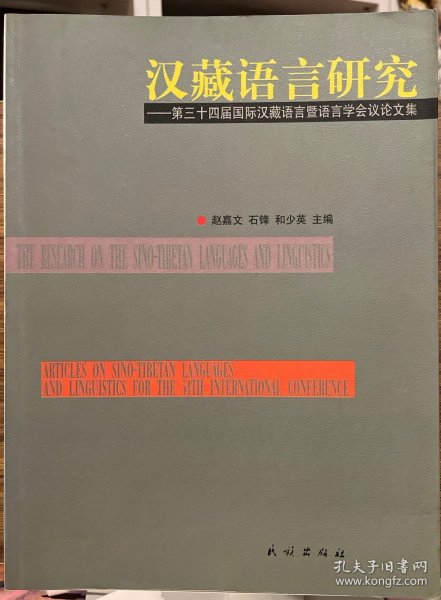 汉藏语言研究
——第三十四届国际汉藏语言暨语言学会议论文集
赵嘉文 石锋 和少英 主编
THE RESEARCH ON THE SINO-TIBETAN LANGUAGES AND LINGUISTICS
ARTICLES ON SINO-TIBETAN LANGUAGES
AND LINGUISTICS FOR THE 34TH INTERNATIONAL CONFERENCE
民族出版社
孔夫子旧书网
www.kongfz.com